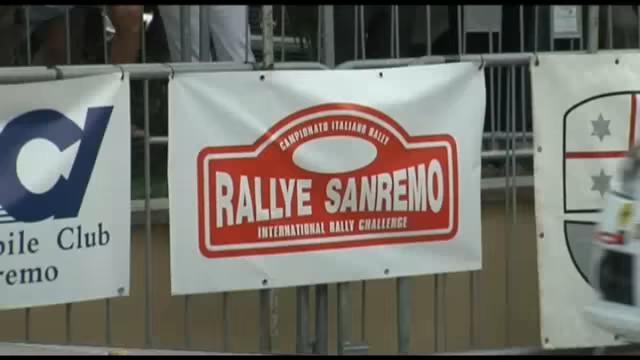 CAMPIONATO ITALIANO RALLY
RALLYE SANREMO
INTERNATIONAL RALLY CHALLENGE
bile Club
remo